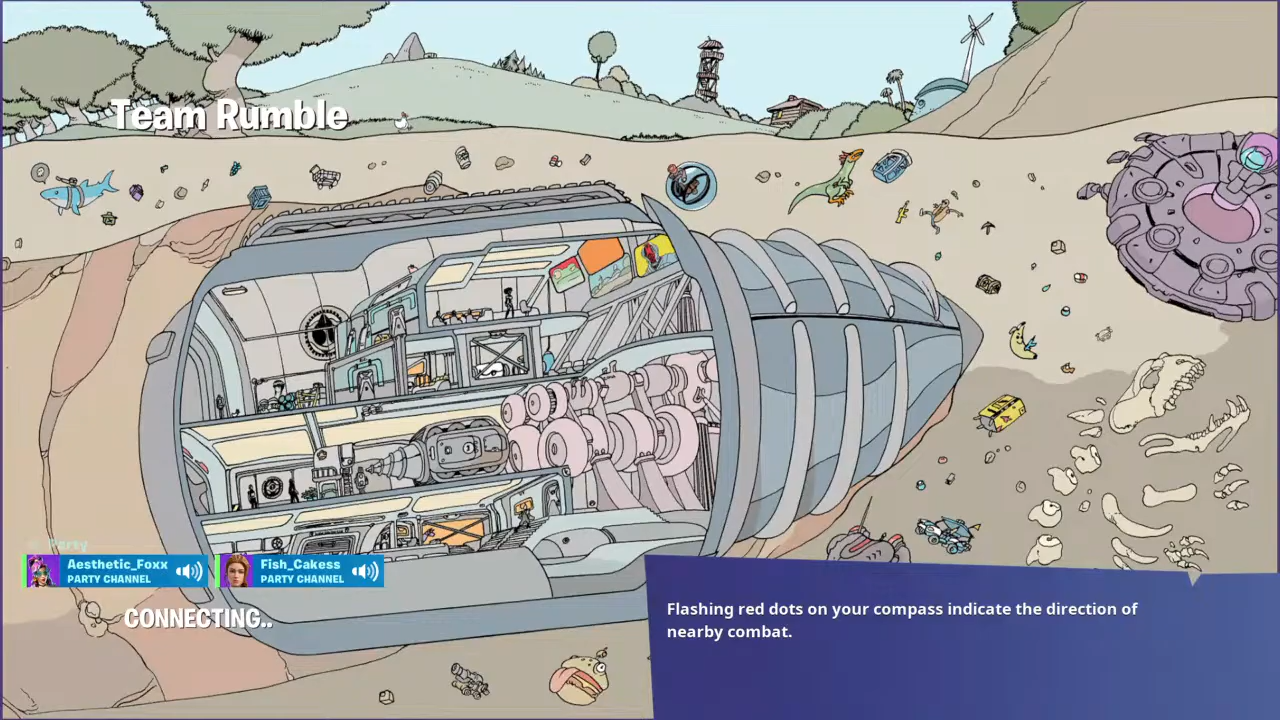 Team Rumble
Party
Aesthetic_Foxx
PARTY CHANNEL
Fish_Cakess
PARTY CHANNEL
CONNECTING..
Flashing red dots on your compass indicate the direction of
nearby combat.